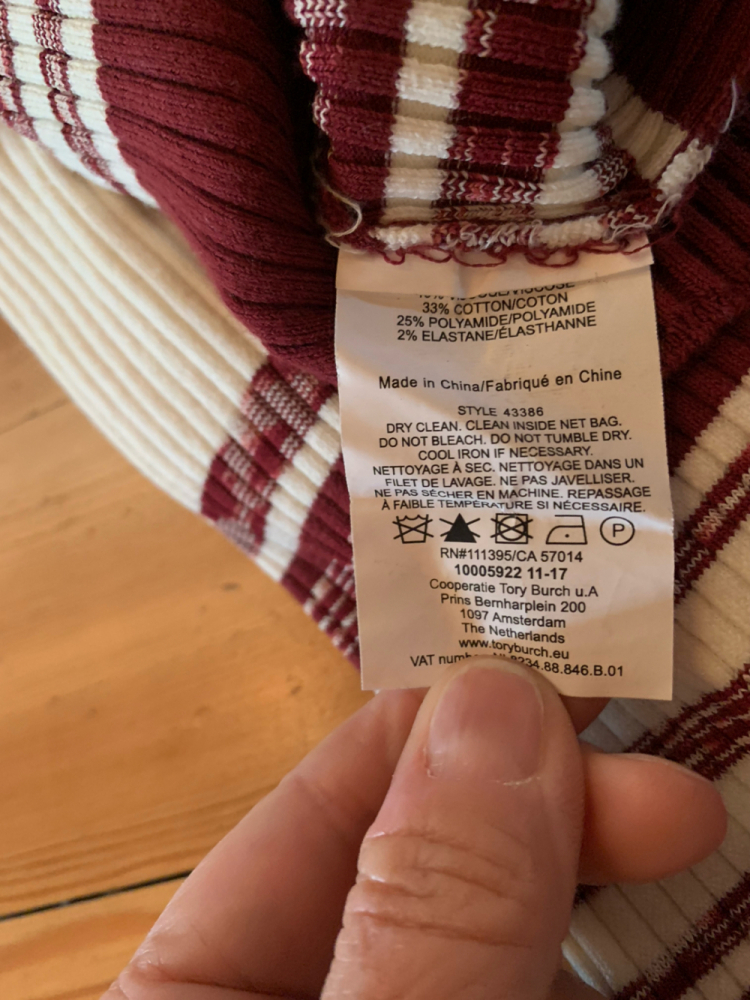 33% COTTON/COTON
25% POLYAMIDE/POLYAMIDE
2% ELASTANE/ÉLASTHANNE
Made in China/Fabriqué en Chine
STYLE 43386
DRY CLEAN. CLEAN INSIDE NET BAG.
DO NOT BLEACH. DO NOT TUMBLE DRY.
COOL IRON IF NECESSARY.
NETTOYAGE À SEC. NETTOYAGE DANS UN
FILET DE LAVAGE. NE PAS JAVELLISER.
NE PAS SÉCHER EN MACHINE. REPASSAGE
À FAIBLE TEMPÉRATURE SI NÉCESSAIRE.
P
RN#111395/CA 57014
10005922 11-17
Cooperatie Tory Burch u.A
Prins Bernharplein 200
1097 Amsterdam
The Netherlands
www.toryburch.eu
VAT 34.88.846.B.01